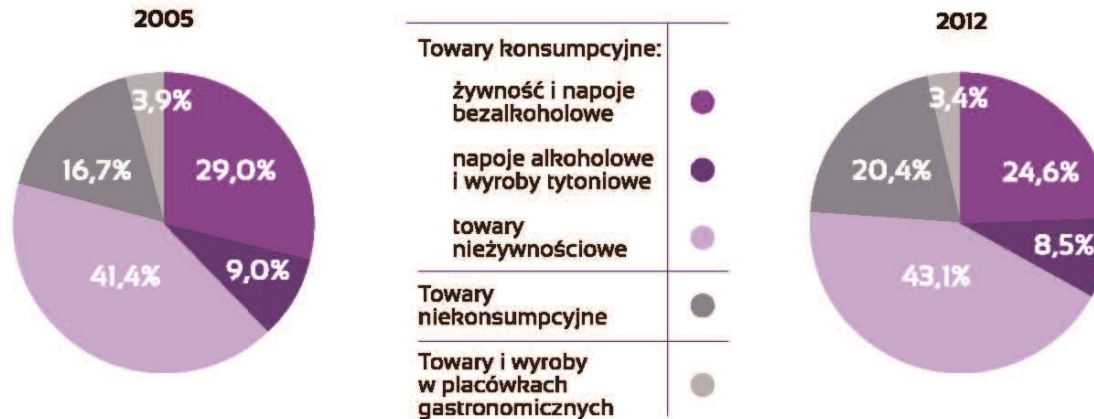 2005
3,9%
16,7%
29,0%
41,4%
9,0%
Towary konsumpcyjne:
żywność i napoje
bezalkoholowe
napoje alkoholowe
i wyroby tytoniowe
towary
nieżywnościowe
Towary
niekonsumpcyjne
Towary i wyroby
w placówkach
gastronomicznych
2012
3,4%
20,4%
24,6%
43,1%
8,5%